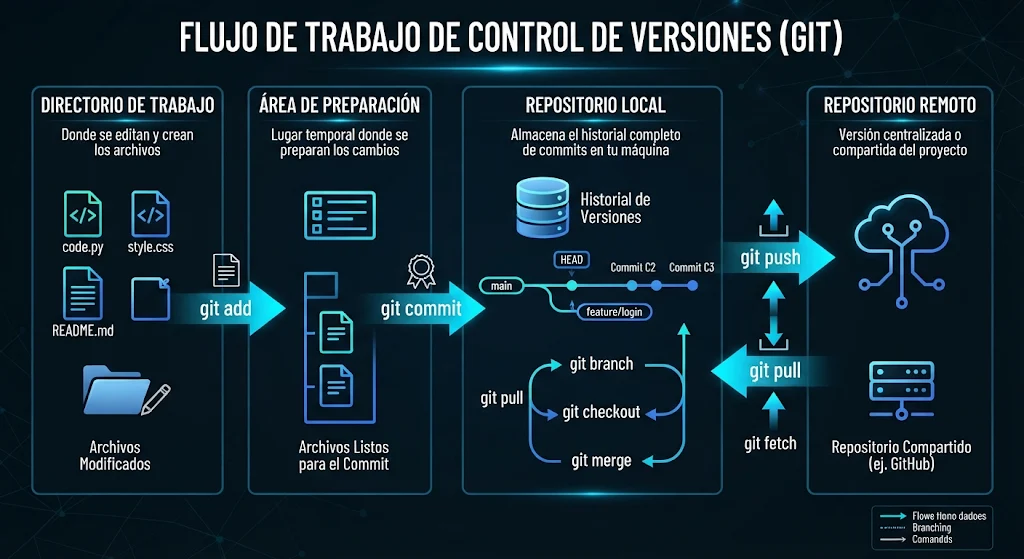 FLUJO DE TRABAJO DE CONTROL DE VERSIONES (GIT)
DIRECTORIO DE TRABAJO
Donde se editan y crean
los archivos
code.py
style.css
README.md
Archivos
Modificados
git add
ÁREA DE PREPARACIÓN
Lugar temporal donde se
preparan los cambios
Archivos Listos
para el Commit
git commit
REPOSITORIO LOCAL
Almacena el historial completo
de commits en tu máquina
Historial de
Versiones
HEAD
Commit C2
Commit C3
main
feature/login
git pull
git branch
git checkout
git merge
git push
git pull
git fetch
REPOSITORIO REMOTO
Versión centralizada o
compartida del proyecto
Repositorio Compartido
(ej. GitHub)
Flowe Hono dadoes
Branching
Comandds